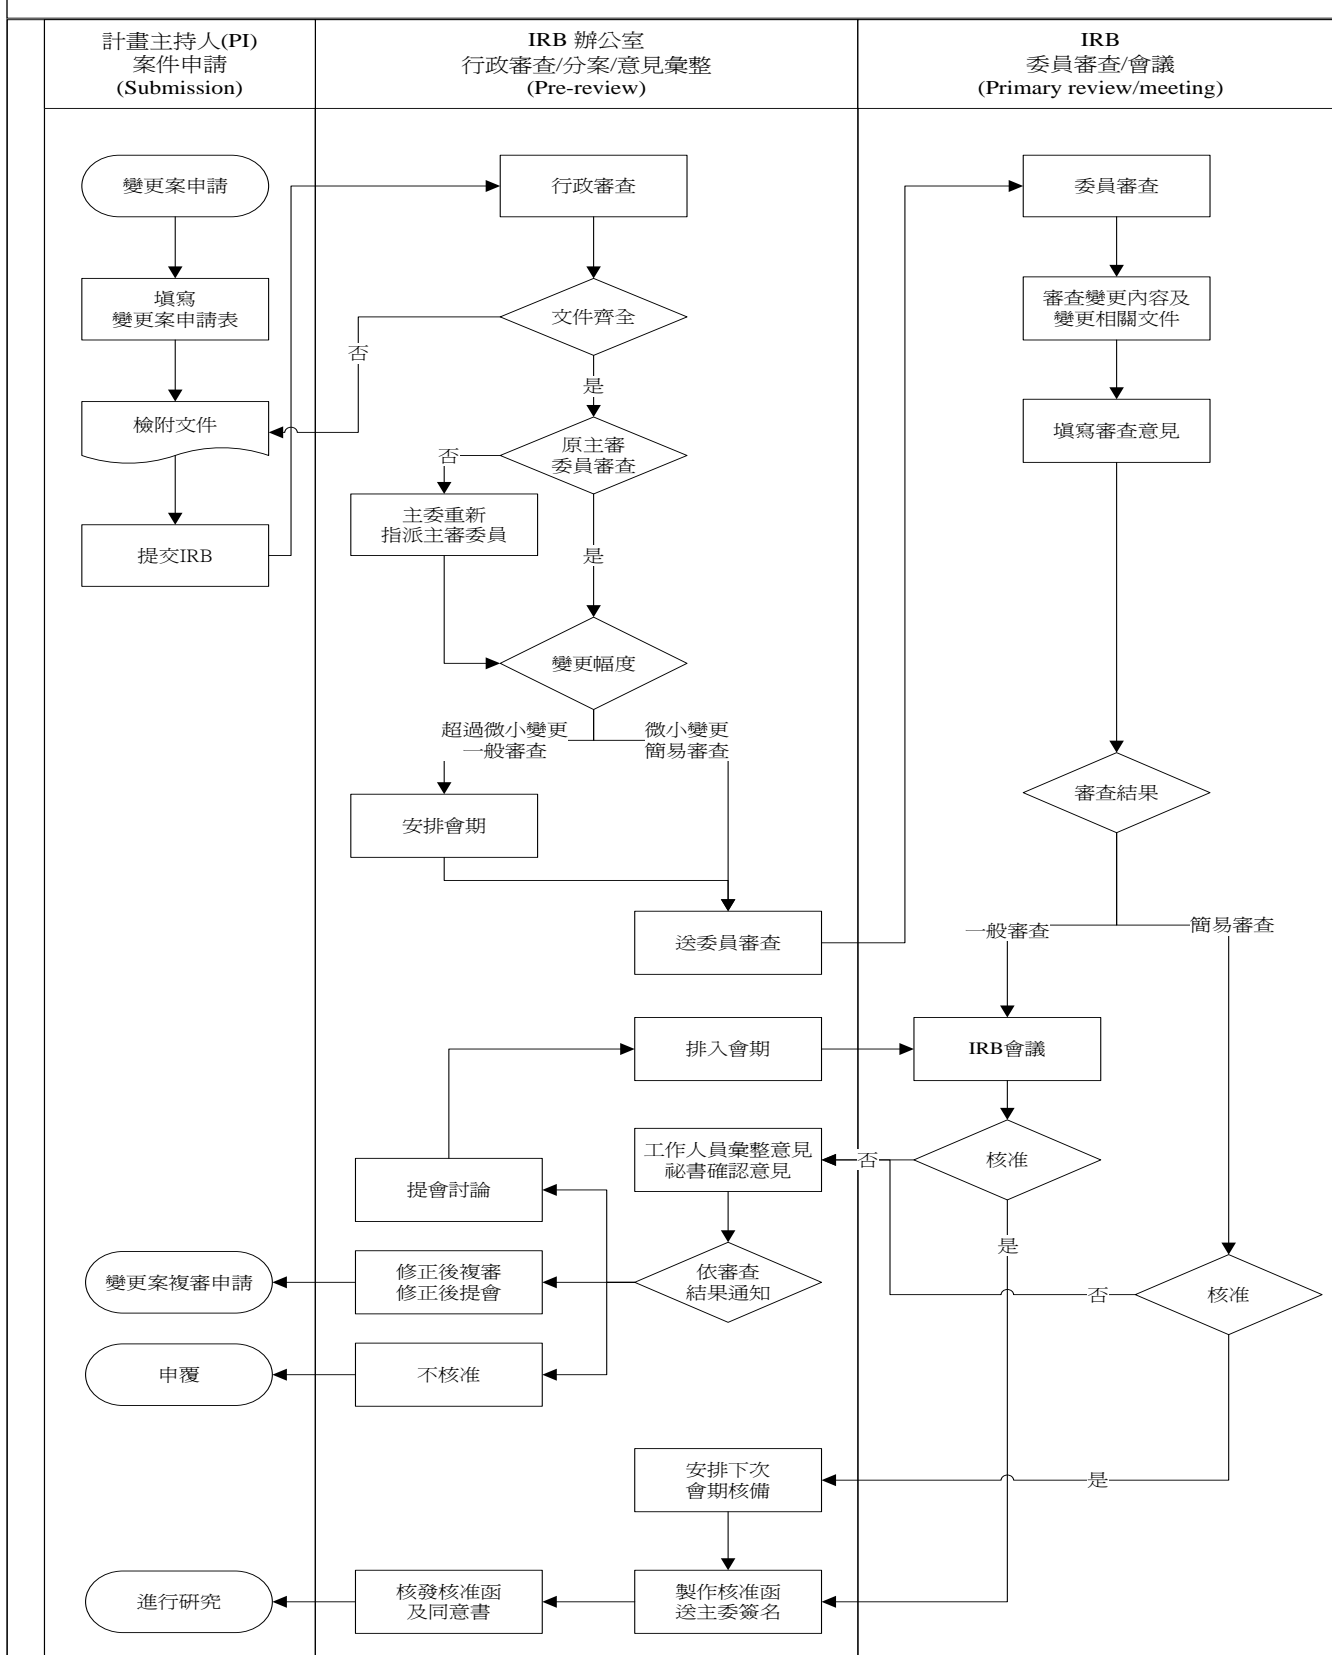 計畫主持人(PI)
案件申請
(Submission)
IRB 辦公室
行政審查/分案/意見彙整
(Pre-review)
IRB
委員審查/會議
(Primary review/meeting)
變更案申請
行政審查
委員審查
填寫
變更案申請表
文件齊全
審查變更內容及
變更相關文件
否
是
檢附文件
原主審
委員審查
填寫審查意見
否
主委重新
指派主審委員
提交IRB
是
變更幅度
超過微小變更
一般審查
微小變更
簡易審查
審查結果
安排會期
送委員審查
一般審查
簡易審查
排入會期
IRB會議
工作人員彙整意見
祕書確認意見
否
核准
提會討論
是
變更案複審申請
修正後複審
修正後提會
依審查
結果通知
否
核准
申覆
不核准
安排下次
會期核備
是
進行研究
核發核准函
及同意書
製作核准函
送主委簽名